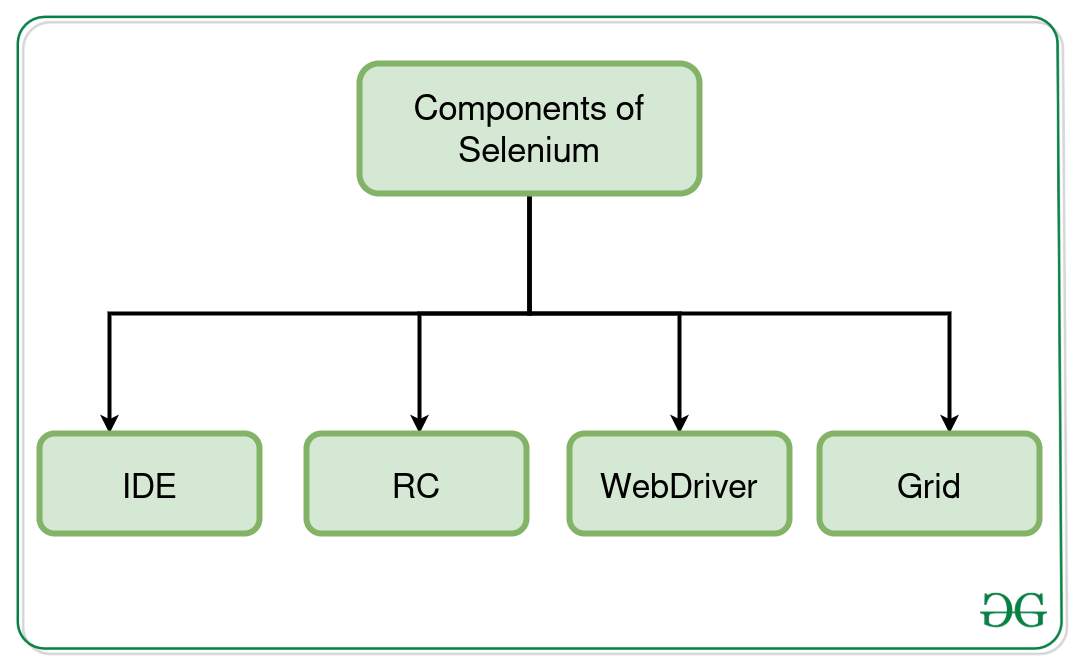 Components of
Selenium
IDE
RC
WebDriver
Grid